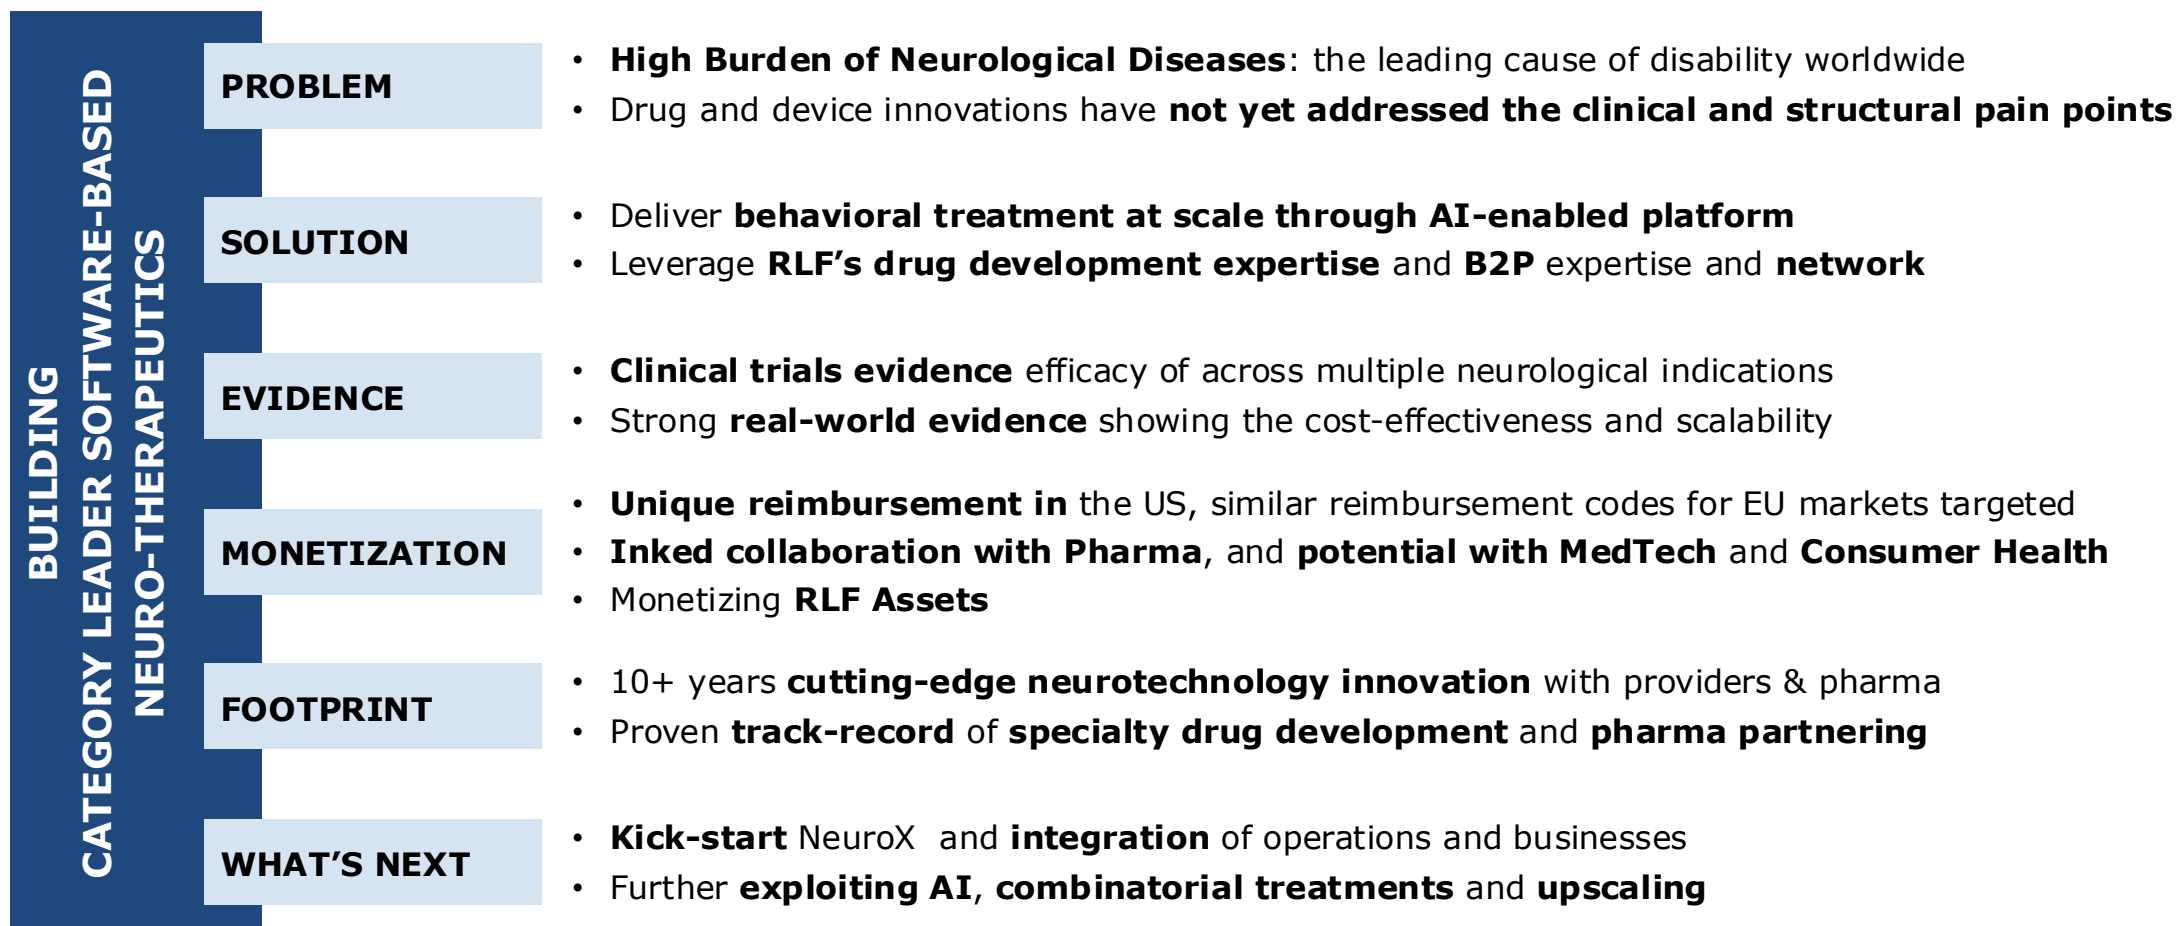 BUILDING
CATEGORY LEADER SOFTWARE-BASED
NEURO-THERAPEUTICS
PROBLEM
• High Burden of Neurological Diseases: the leading cause of disability worldwide
• Drug and device innovations have not yet addressed the clinical and structural pain points
SOLUTION
• Deliver behavioral treatment at scale through AI-enabled platform
• Leverage RLF’s drug development expertise and B2P expertise and network
EVIDENCE
• Clinical trials evidence efficacy of across multiple neurological indications
• Strong real-world evidence showing the cost-effectiveness and scalability
MONETIZATION
• Unique reimbursement in the US, similar reimbursement codes for EU markets targeted
• Inked collaboration with Pharma, and potential with MedTech and Consumer Health
• Monetizing RLF Assets
FOOTPRINT
• 10+ years cutting-edge neurotechnology innovation with providers & pharma
• Proven track-record of specialty drug development and pharma partnering
WHAT’S NEXT
• Kick-start NeuroX  and integration of operations and businesses
• Further exploiting AI, combinatorial treatments and upscaling